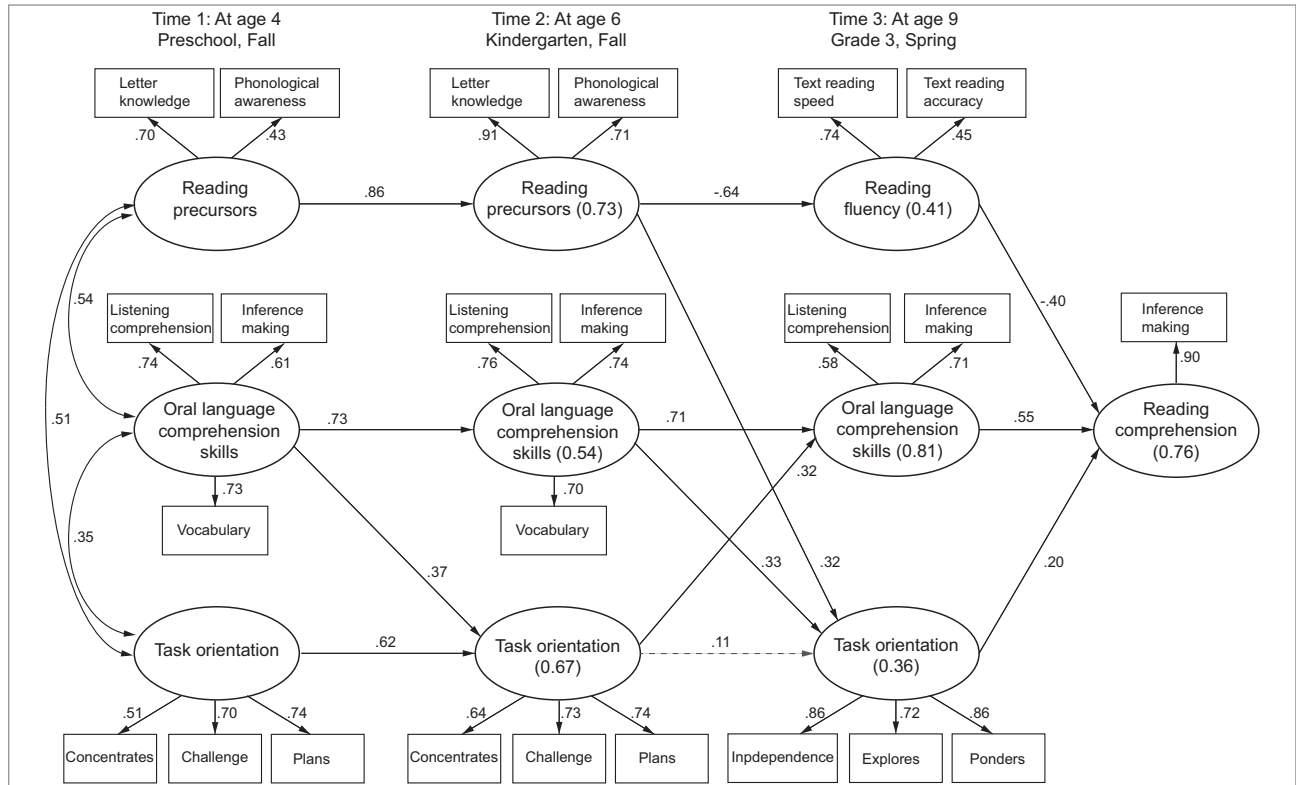 Time 1: At age 4
Preschool, Fall
Time 2: At age 6
Kindergarten, Fall
Time 3: At age 9
Grade 3, Spring
Letter
knowledge
Phonological
awareness
Letter
knowledge
Phonological
awareness
Text reading
speed
Text reading
accuracy
.70
.43
.91
.71
.74
.45
Reading
precursors
.86
Reading
precursors (0.73)
-.64
Reading
fluency (0.41)
.54
-.40
Listening
comprehension
Inference
making
Listening
comprehension
Inference
making
Listening
comprehension
Inference
making
Inference
making
.74
.61
.76
.74
.58
.71
.90
.51
Oral language
comprehension
skills
.73
Oral language
comprehension
skills (0.54)
.71
Oral language
comprehension
skills (0.81)
.55
Reading
comprehension
(0.76)
.32
.73
.70
Vocabulary
Vocabulary
.35
.37
.33
.32
.20
Task orientation
.62
Task orientation
(0.67)
.11
Task orientation
(0.36)
.51
.70
.74
.64
.73
.74
.86
.72
.86
Concentrates
Challenge
Plans
Concentrates
Challenge
Plans
Inpdependence
Explores
Ponders